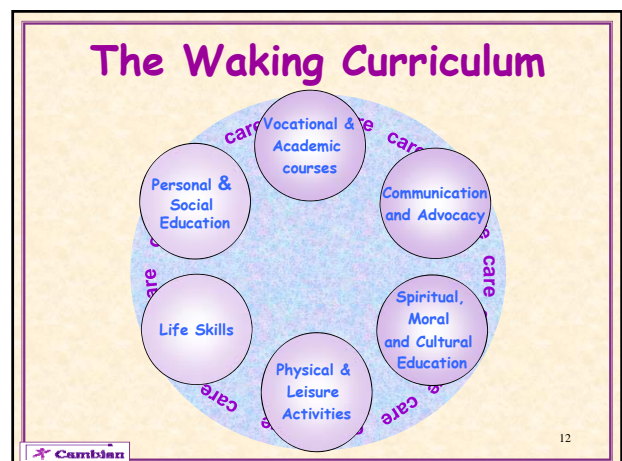 The Waking Curriculum
Vocational &
Academic
courses
Communication
and Advocacy
Spiritual,
Moral
and Cultural
Education
Physical &
Leisure
Activities
Life Skills
Personal &
Social
Education
care
care
care
care
care
care
12
Cambian